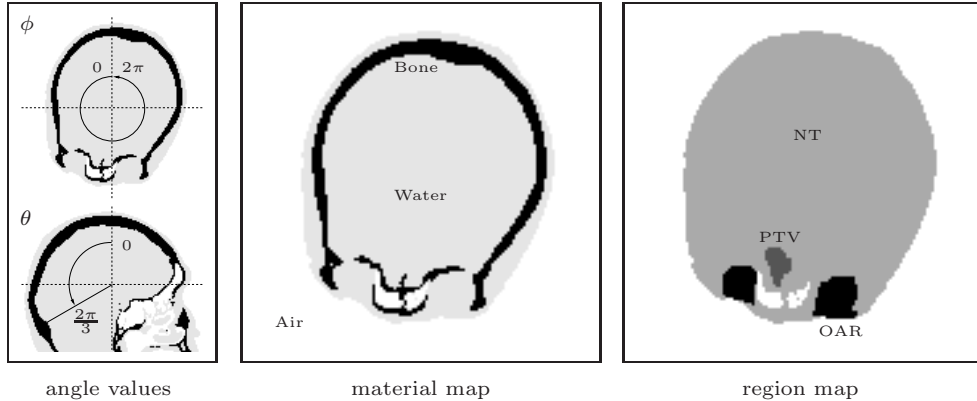 ϕ
0 2π
θ
0
2π
3
angle values
Bone
Water
Air
material map
NT
PTV
OAR
region map